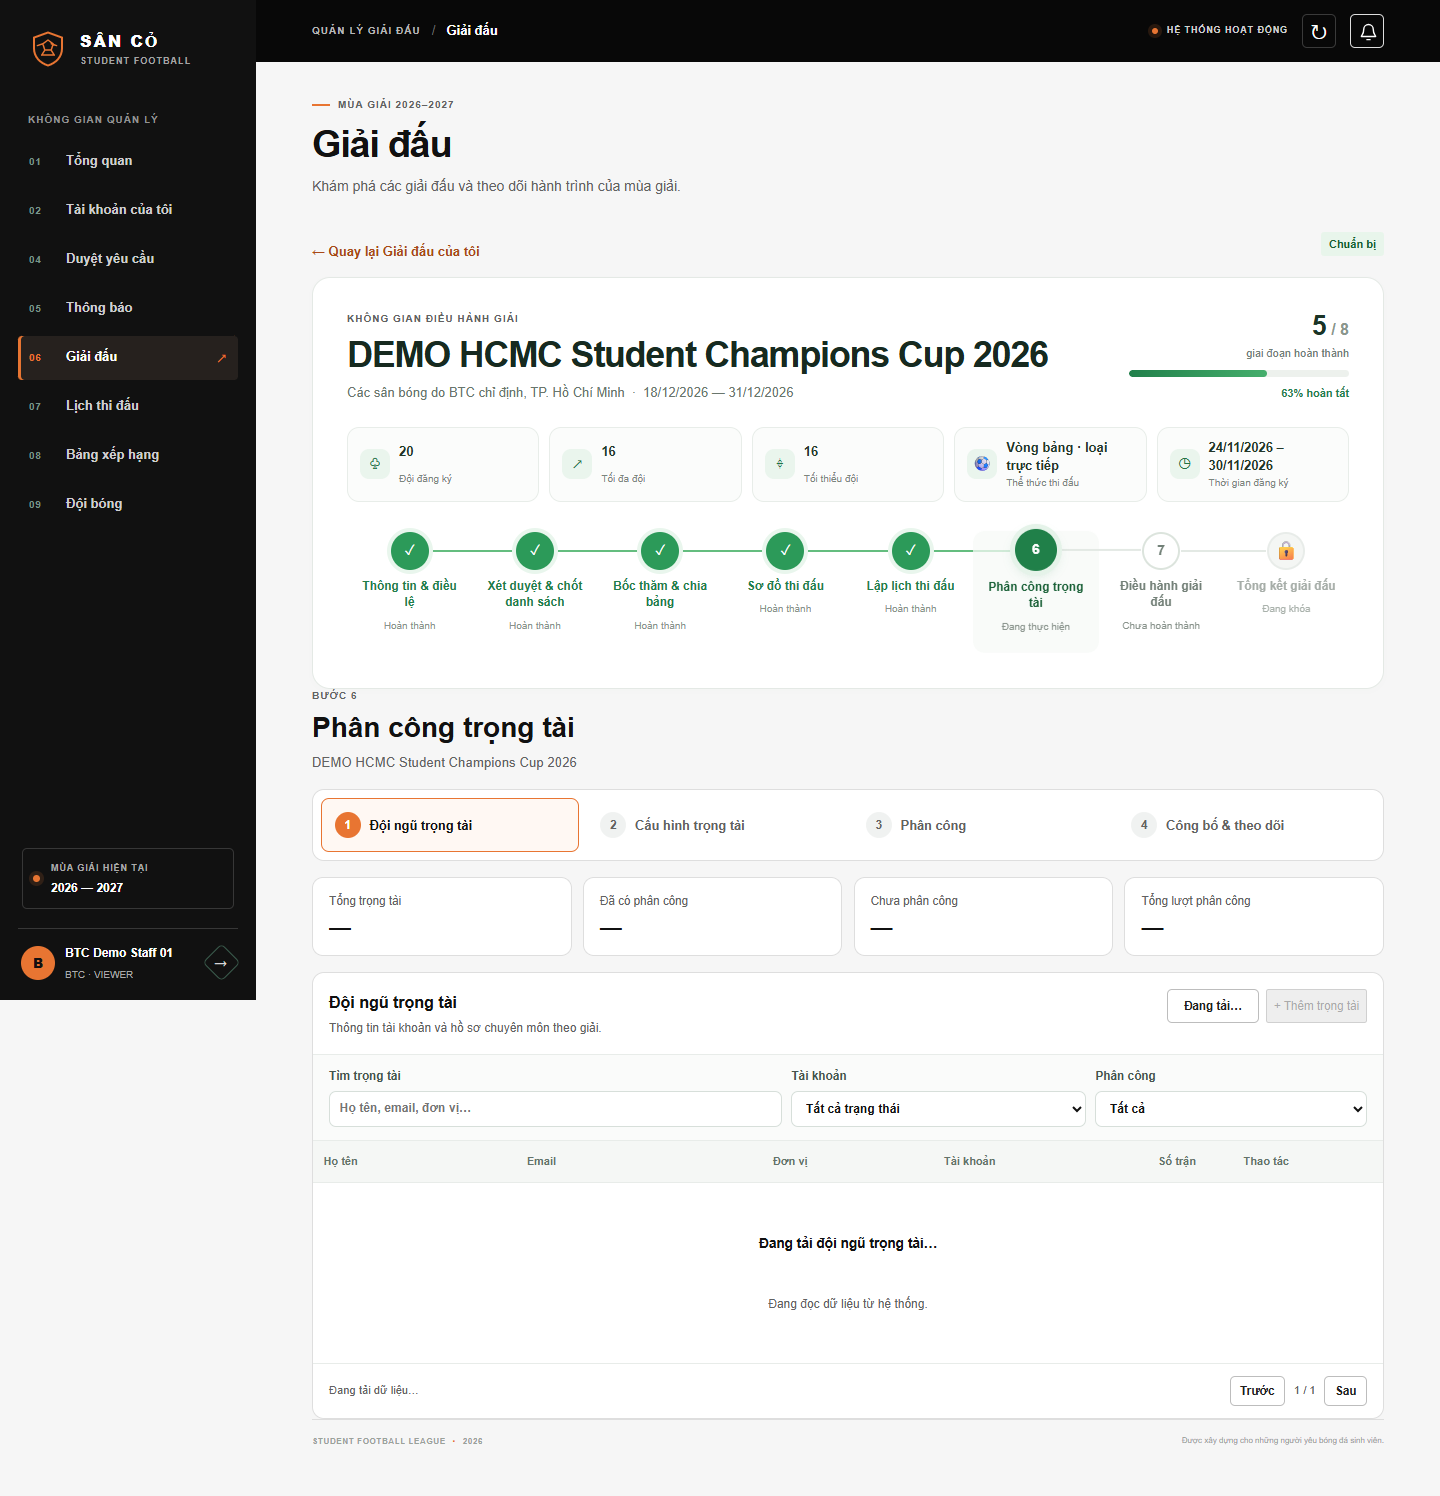 SÂN CỎ
STUDENT FOOTBALL
KHÔNG GIAN QUẢN LÝ
01 Tổng quan
02 Tài khoản của tôi
04 Duyệt yêu cầu
05 Thông báo
06 Giải đấu ↗
07 Lịch thi đấu
08 Bảng xếp hạng
09 Đội bóng
MÙA GIẢI HIỆN TẠI
2026 — 2027
B
BTC Demo Staff 01
BTC · VIEWER
→
QUẢN LÝ GIẢI ĐẤU / Giải đấu
HỆ THỐNG HOẠT ĐỘNG
MÙA GIẢI 2026–2027
Giải đấu
Khám phá các giải đấu và theo dõi hành trình của mùa giải.
← Quay lại Giải đấu của tôi
Chuẩn bị
KHÔNG GIAN ĐIỀU HÀNH GIẢI
DEMO HCMC Student Champions Cup 2026
Các sân bóng do BTC chỉ định, TP. Hồ Chí Minh · 18/12/2026 — 31/12/2026
5 / 8
giai đoạn hoàn thành
63% hoàn tất
20
Đội đăng ký
16
Tối đa đội
16
Tối thiểu đội
Vòng bảng · loại trực tiếp
Thể thức thi đấu
24/11/2026 – 30/11/2026
Thời gian đăng ký
✓ Thông tin & điều lệ
Hoàn thành
✓ Xét duyệt & chốt danh sách
Hoàn thành
✓ Bốc thăm & chia bảng
Hoàn thành
✓ Sơ đồ thi đấu
Hoàn thành
✓ Lập lịch thi đấu
Hoàn thành
6 Phân công trọng tài
Đang thực hiện
7 Điều hành giải đấu
Chưa hoàn thành
Tổng kết giải đấu
Đang khóa
BƯỚC 6
Phân công trọng tài
DEMO HCMC Student Champions Cup 2026
1 Đội ngũ trọng tài
2 Cấu hình trọng tài
3 Phân công
4 Công bố & theo dõi
Tổng trọng tài
—
Đã có phân công
—
Chưa phân công
—
Tổng lượt phân công
—
Đội ngũ trọng tài
Thông tin tài khoản và hồ sơ chuyên môn theo giải.
Đang tải…
+ Thêm trọng tài
Tìm trọng tài
Họ tên, email, đơn vị…
Tài khoản
Tất cả trạng thái
Phân công
Tất cả
Họ tên Email Đơn vị Tài khoản Số trận Thao tác
Đang tải đội ngũ trọng tài…
Đang đọc dữ liệu từ hệ thống.
Đang tải dữ liệu…
Trước 1 / 1 Sau
STUDENT FOOTBALL LEAGUE · 2026
Được xây dựng cho những người yêu bóng đá sinh viên.